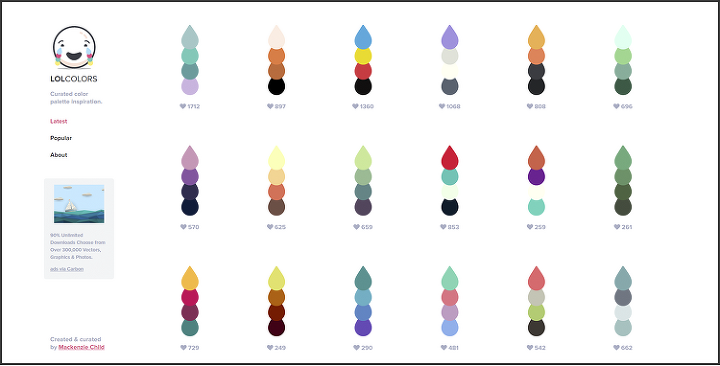 LOLCOLORS
Curated color
palette inspiration.
Latest
Popular
About
90% Unlimited
Downloads Choose from
Over 300,000 Vectors,
Graphics & Photos.
ads via Carbon
Created & curated
by Mackenzie Child
1712
897
1360
1068
808
696
570
625
659
853
259
261
729
249
290
481
542
662